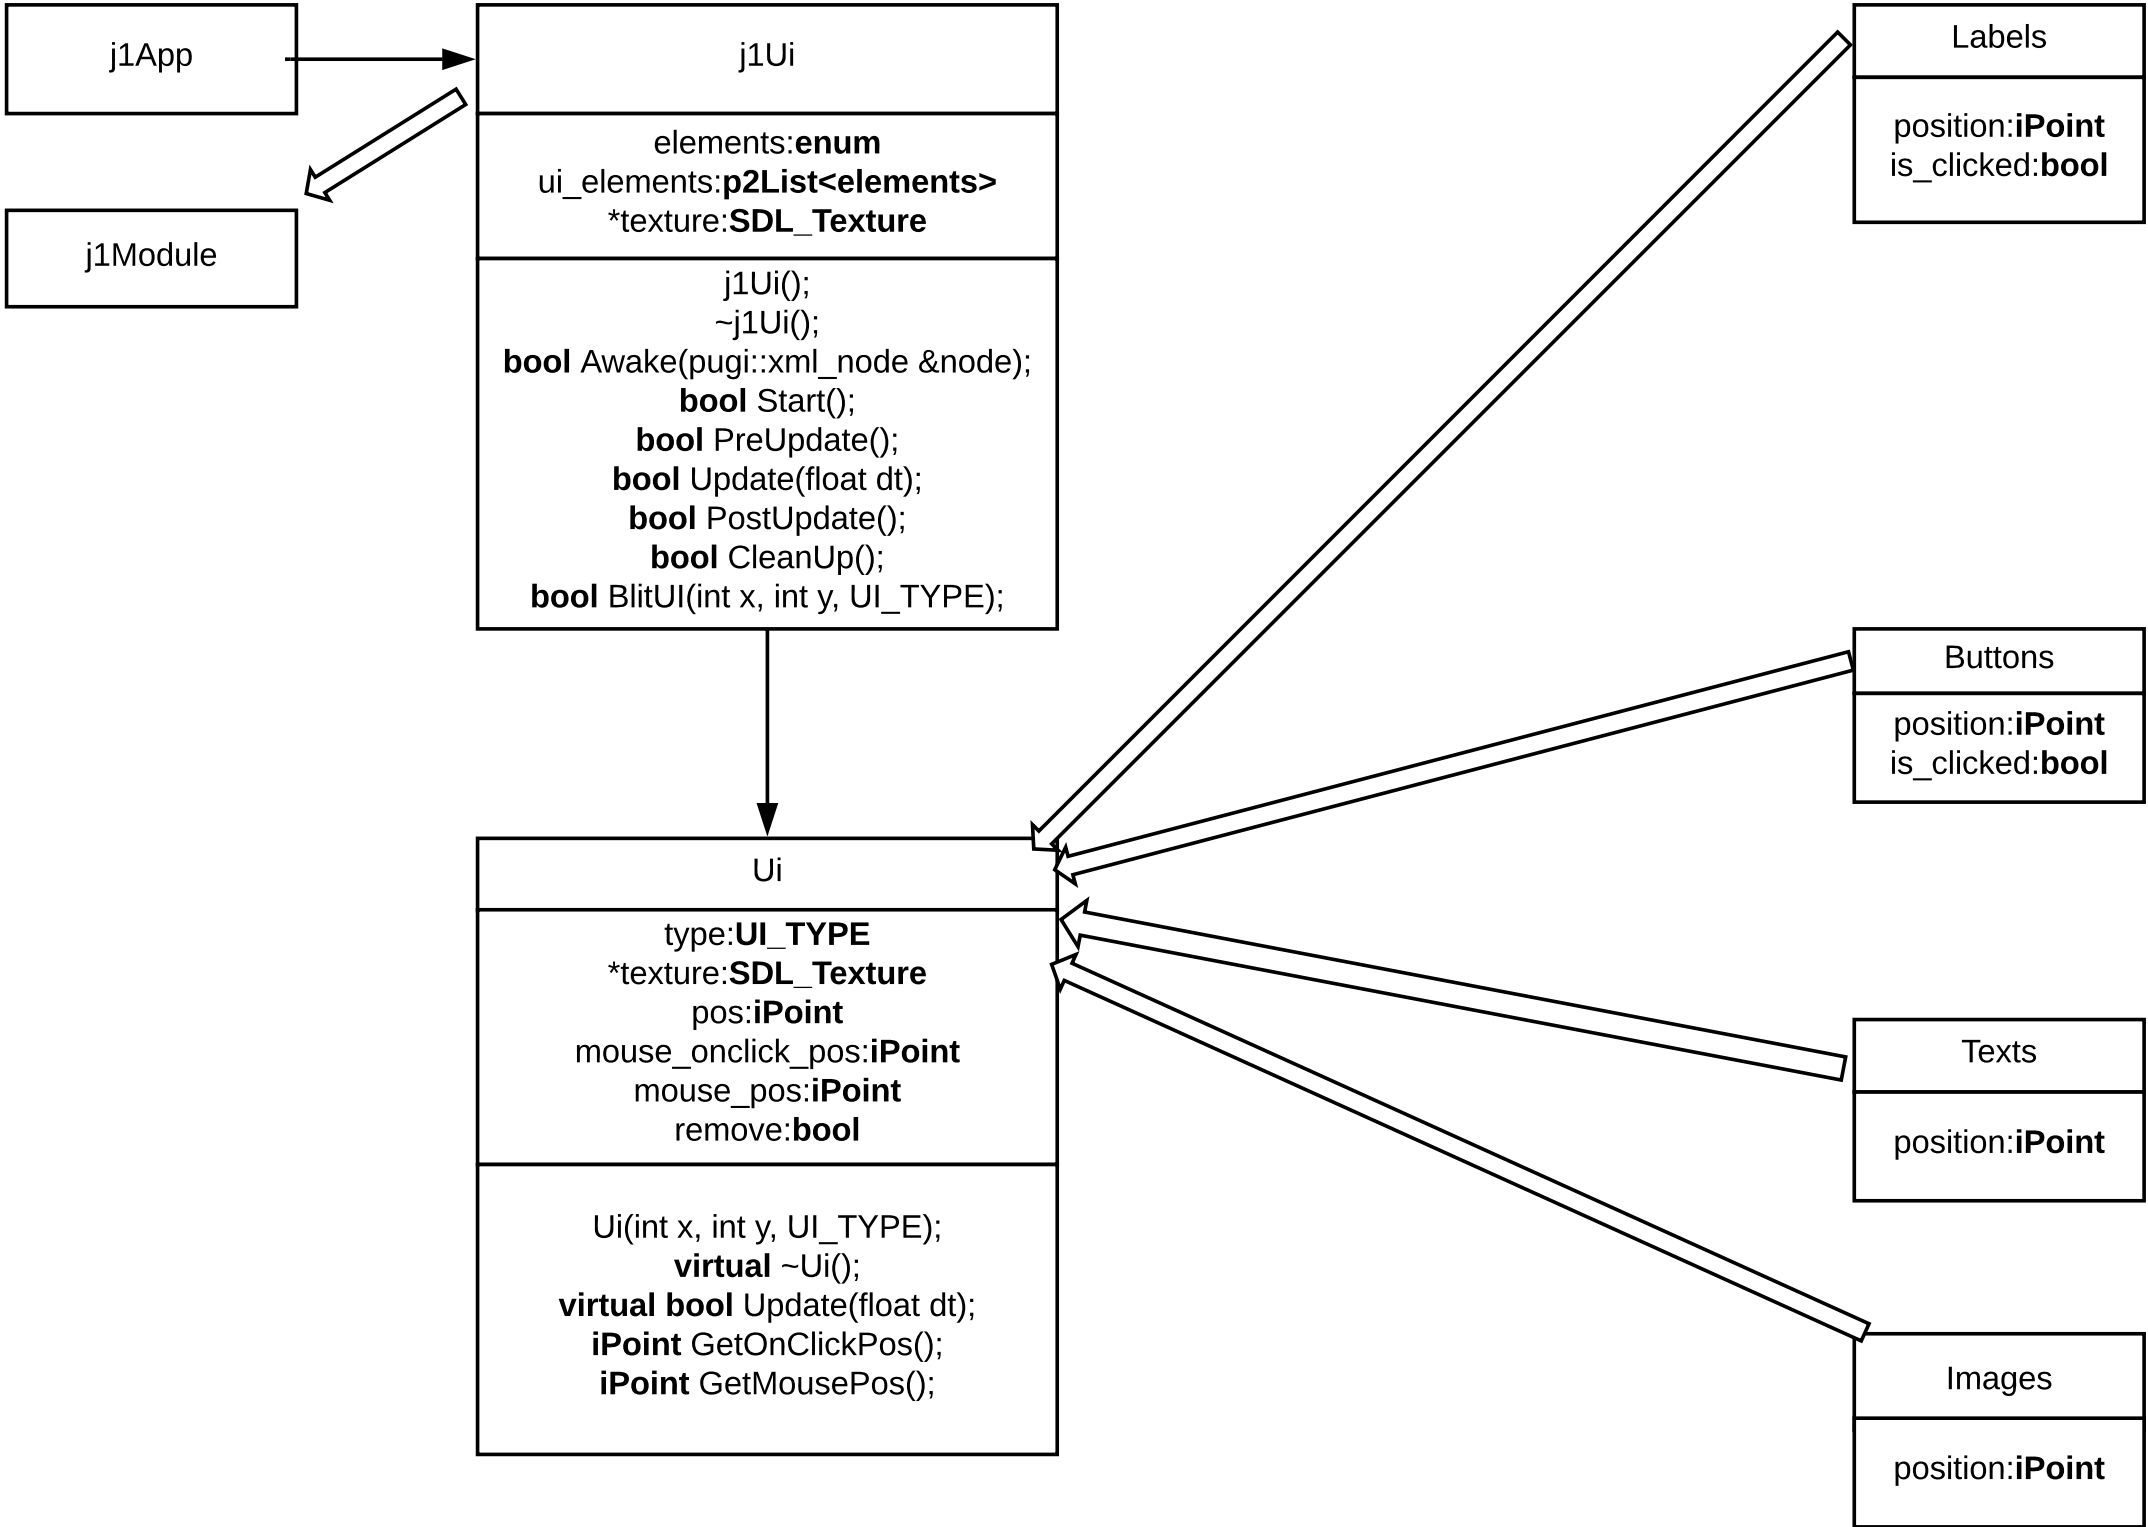 j1App
j1Module
j1Ui
elements:enum
ui_elements:p2List<elements>
*texture:SDL_Texture
j1Ui();
~j1Ui();
bool Awake(pugi::xml_node &node);
bool Start();
bool PreUpdate();
bool Update(float dt);
bool PostUpdate();
bool CleanUp();
bool BlitUI(int x, int y, UI_TYPE);
Ui
type:UI_TYPE
*texture:SDL_Texture
pos:iPoint
mouse_onclick_pos:iPoint
mouse_pos:iPoint
remove:bool
Ui(int x, int y, UI_TYPE);
virtual ~Ui();
virtual bool Update(float dt);
iPoint GetOnClickPos();
iPoint GetMousePos();
Labels
position:iPoint
is_clicked:bool
Buttons
position:iPoint
is_clicked:bool
Texts
position:iPoint
Images
position:iPoint